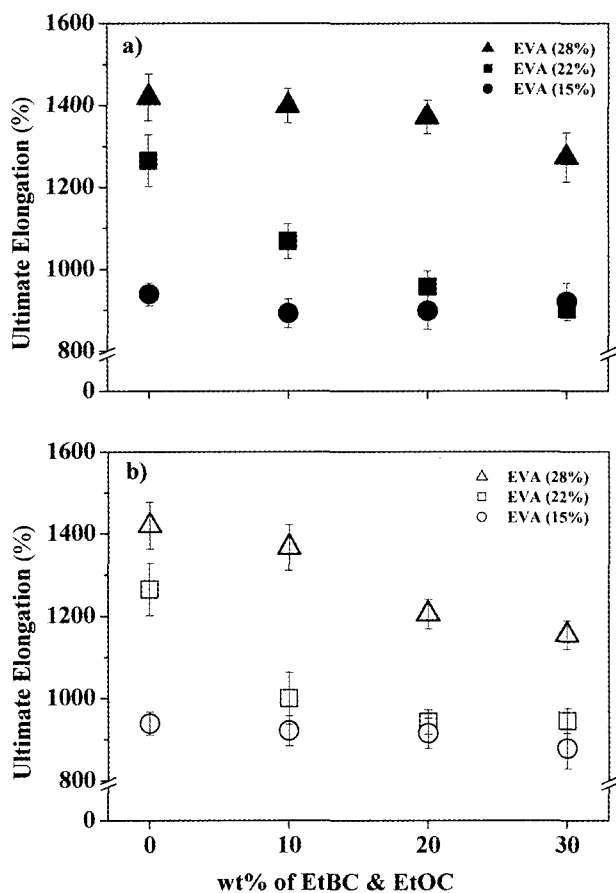 1600
a)
EVA (28%)
EVA (22%)
EVA (15%)
1400
1200
1000
800
0
Ultimate Elongation (%)
1600
b)
EVA (28%)
EVA (22%)
EVA (15%)
1400
1200
1000
800
0
Ultimate Elongation (%)
0 10 20 30
wt% of EtBC & EtOC